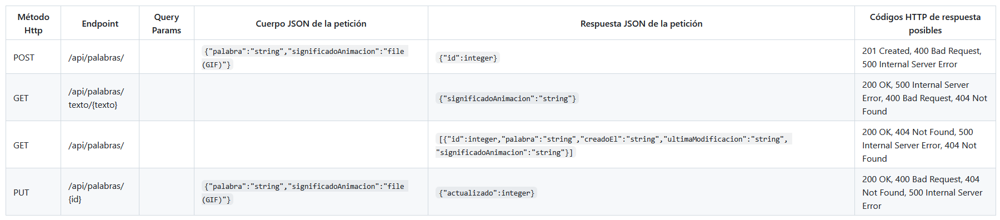 Método Http
Endpoint
Query Params
Cuerpo JSON de la petición
Respuesta JSON de la petición
Códigos HTTP de respuesta posibles
POST
/api/palabras/
{"palabra":"string","significadoAnimacion":"file
(GIF)"}
{"id":integer}
201 Created, 400 Bad Request,
500 Internal Server Error
GET
/api/palabras/
texto/{texto}
{"significadoAnimacion":"string"}
200 OK, 500 Internal Server
Error, 400 Bad Request, 404 Not
Found
GET
/api/palabras/
[{"id":integer,"palabra":"string","creadoEl":"string","ultimaModificacion":"string",
"significadoAnimacion":"string"}]
200 OK, 404 Not Found, 500
Internal Server Error, 404 Not
Found
PUT
/api/palabras/
{id}
{"palabra":"string","significadoAnimacion":"file
(GIF)"}
{"actualizado":integer}
200 OK, 400 Bad Request, 404
Not Found, 500 Internal Server
Error